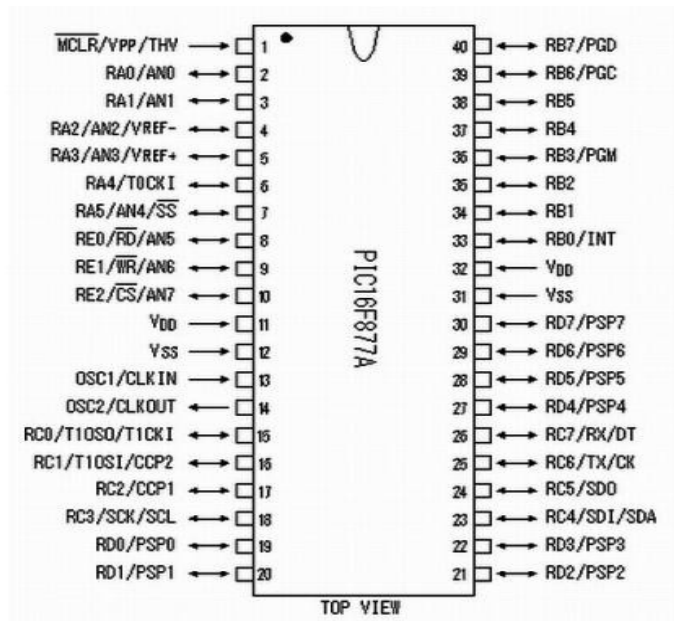 M̅C̅L̅R̅/VPP/THV 1
RA0/AN0 2
RA1/AN1 3
RA2/AN2/VREF- 4
RA3/AN3/VREF+ 5
RA4/T0CKI 6
RA5/AN4/S̅S̅ 7
RE0/R̅D̅/AN5 8
RE1/W̅R̅/AN6 9
RE2/C̅S̅/AN7 10
VDD 11
VSS 12
OSC1/CLKIN 13
OSC2/CLKOUT 14
RC0/T1OSO/T1CKI 15
RC1/T1OSI/CCP2 16
RC2/CCP1 17
RC3/SCK/SCL 18
RD0/PSP0 19
RD1/PSP1 20
PIC16F877A
40 RB7/PGD
39 RB6/PGC
38 RB5
37 RB4
36 RB3/PGM
35 RB2
34 RB1
33 RB0/INT
32 VDD
31 VSS
30 RD7/PSP7
29 RD6/PSP6
28 RD5/PSP5
27 RD4/PSP4
26 RC7/RX/DT
25 RC6/TX/CK
24 RC5/SDO
23 RC4/SDI/SDA
22 RD3/PSP3
21 RD2/PSP2
TOP VIEW